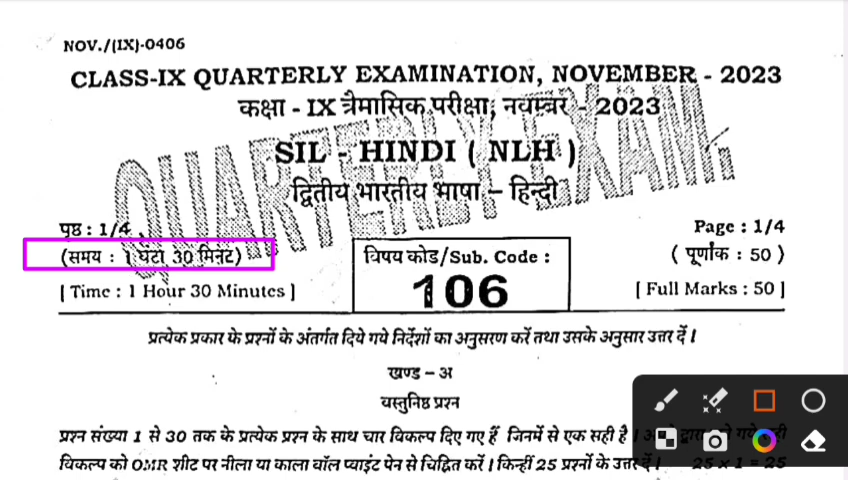 NOV./(IX)-0406
CLASS-IX QUARTERLY EXAMINATION, NOVEMBER - 2023
कक्षा - IX त्रैमासिक परीक्षा, नवम्बर - 2023
QUARTERLY EXAM.
SIL - HINDI ( NLH )
द्वितीय भारतीय भाषा – हिन्दी
पृष्ठ : 1/4
Page : 1/4
(समय : 1 घंटा 30 मिनट)
विषय कोड/Sub. Code :
( पूर्णांक : 50 )
[ Time : 1 Hour 30 Minutes ]
106
[ Full Marks : 50 ]
प्रत्येक प्रकार के प्रश्नों के अंतर्गत दिये गये निर्देशों का अनुसरण करें तथा उसके अनुसार उत्तर दें ।
खण्ड – अ
वस्तुनिष्ठ प्रश्न
प्रश्न संख्या 1 से 30 तक के प्रत्येक प्रश्न के साथ चार विकल्प दिए गए हैं जिनमें से एक सही है ।
विकल्प को OMR शीट पर नीला या काला बॉल प्वाइंट पेन से चिह्नित करें । किन्हीं 25 प्रश्नों के उत्तर दें । 25 x 1 = 25